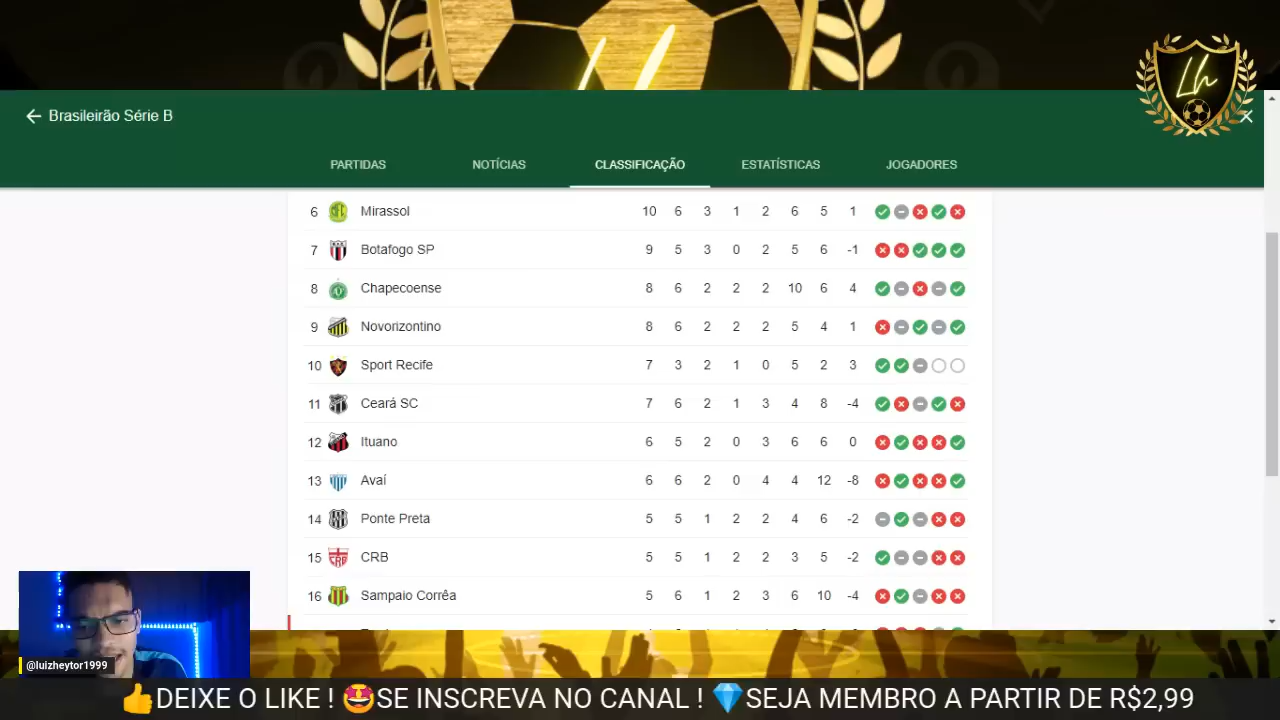 Lh
Lh
Brasileirão Série B
PARTIDAS NOTÍCIAS CLASSIFICAÇÃO ESTATÍSTICAS JOGADORES
6 Mirassol 10 6 3 1 2 6 5 1
7 Botafogo SP 9 5 3 0 2 5 6 -1
8 Chapecoense 8 6 2 2 2 10 6 4
9 Novorizontino 8 6 2 2 2 5 4 1
10 Sport Recife 7 3 2 1 0 5 2 3
11 Ceará SC 7 6 2 1 3 4 8 -4
12 Ituano 6 5 2 0 3 6 6 0
13 Avaí 6 6 2 0 4 4 12 -8
14 Ponte Preta 5 5 1 2 2 4 6 -2
15 CRB 5 5 1 2 2 3 5 -2
16 Sampaio Corrêa 5 6 1 2 3 6 10 -4
@luizheytor1999
👍DEIXE O LIKE ! 🤩SE INSCREVA NO CANAL ! 💎SEJA MEMBRO A PARTIR DE R$2,99